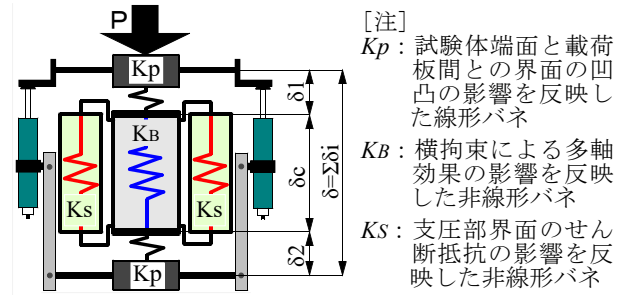 P
Kp
KB
Ks
Ks
Kp
δ1
δc
δ2
δ=Σδi
［注］
Kp：試験体端面と載荷
板間との界面の凹
凸の影響を反映し
た線形バネ
KB：横拘束による多軸
効果の影響を反映
した非線形バネ
KS：支圧部界面のせん
断抵抗の影響を反
映した非線形バネ